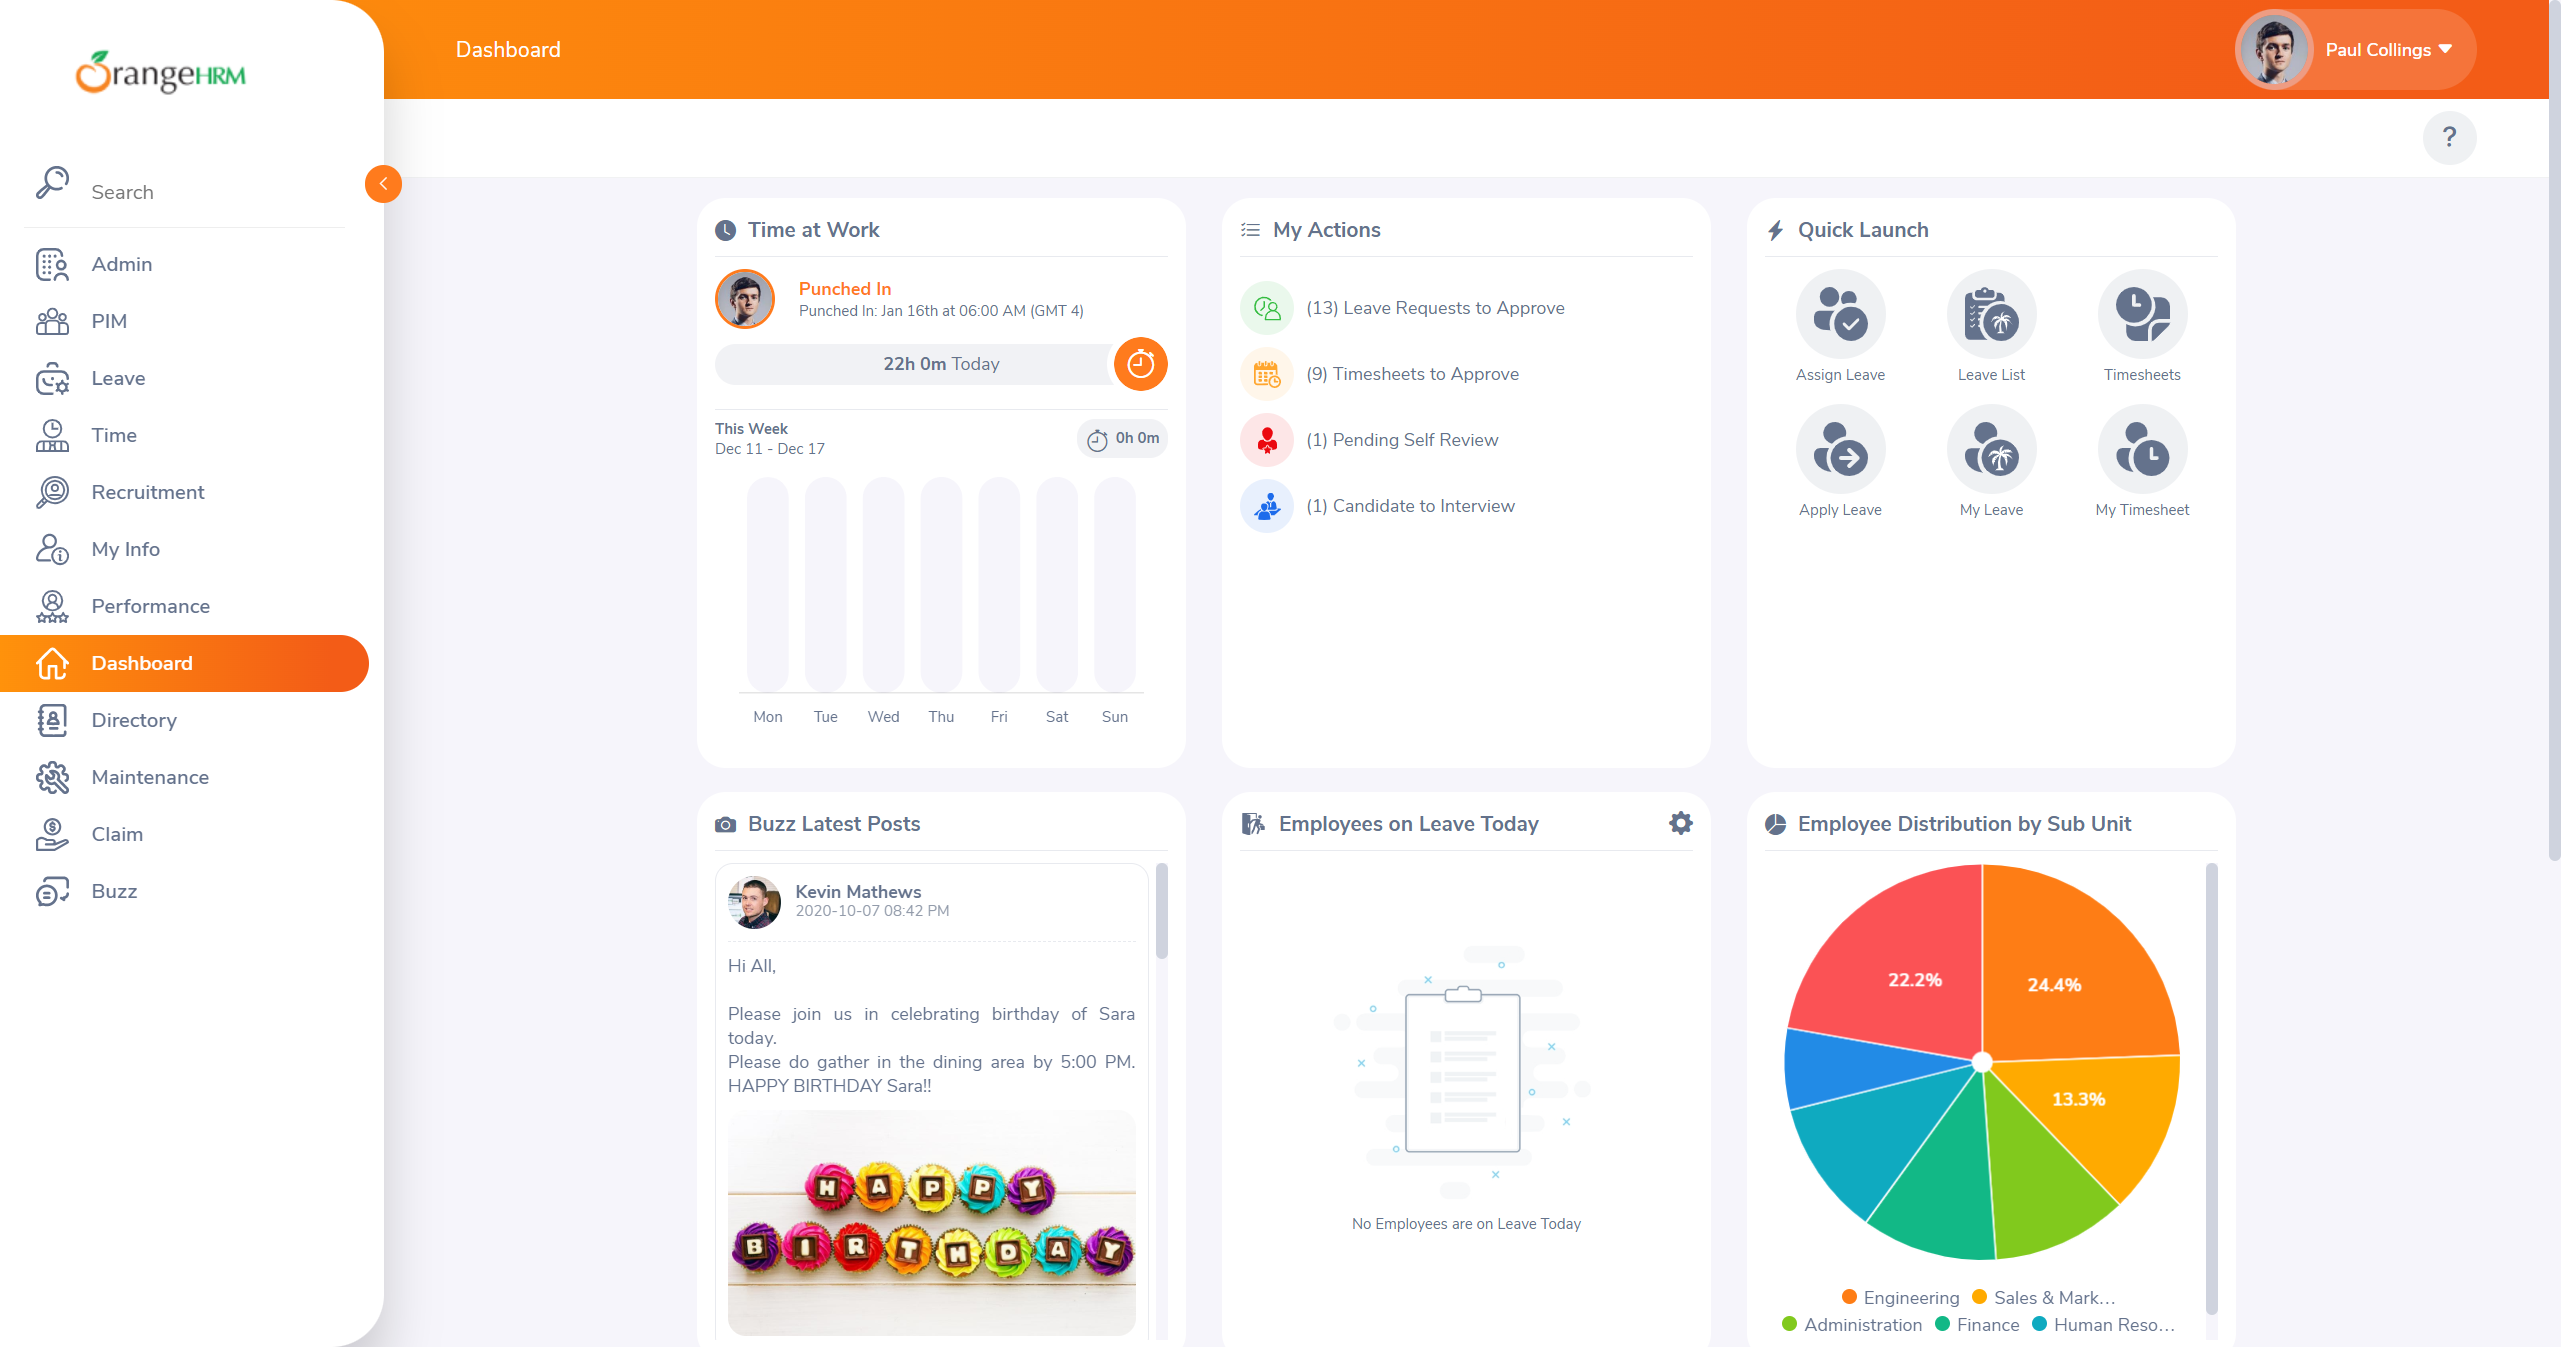 OrangeHRM
Dashboard
Paul Collings
?
Search
Admin
PIM
Leave
Time
Recruitment
My Info
Performance
Dashboard
Directory
Maintenance
Claim
Buzz
Time at Work
Punched In
Punched In: Jan 16th at 06:00 AM (GMT 4)
22h 0m Today
This Week
Dec 11 - Dec 17
0h 0m
Mon Tue Wed Thu Fri Sat Sun
My Actions
(13) Leave Requests to Approve
(9) Timesheets to Approve
(1) Pending Self Review
(1) Candidate to Interview
Quick Launch
Assign Leave Leave List Timesheets
Apply Leave My Leave My Timesheet
Buzz Latest Posts
Kevin Mathews
2020-10-07 08:42 PM
Hi All,
Please join us in celebrating birthday of Sara
today.
Please do gather in the dining area by 5:00 PM.
HAPPY BIRTHDAY Sara!!
HAPPY
BIRTHDAY
Employees on Leave Today
No Employees are on Leave Today
Employee Distribution by Sub Unit
22.2% 24.4%
13.3%
Engineering Sales & Mark...
Administration Finance Human Reso...